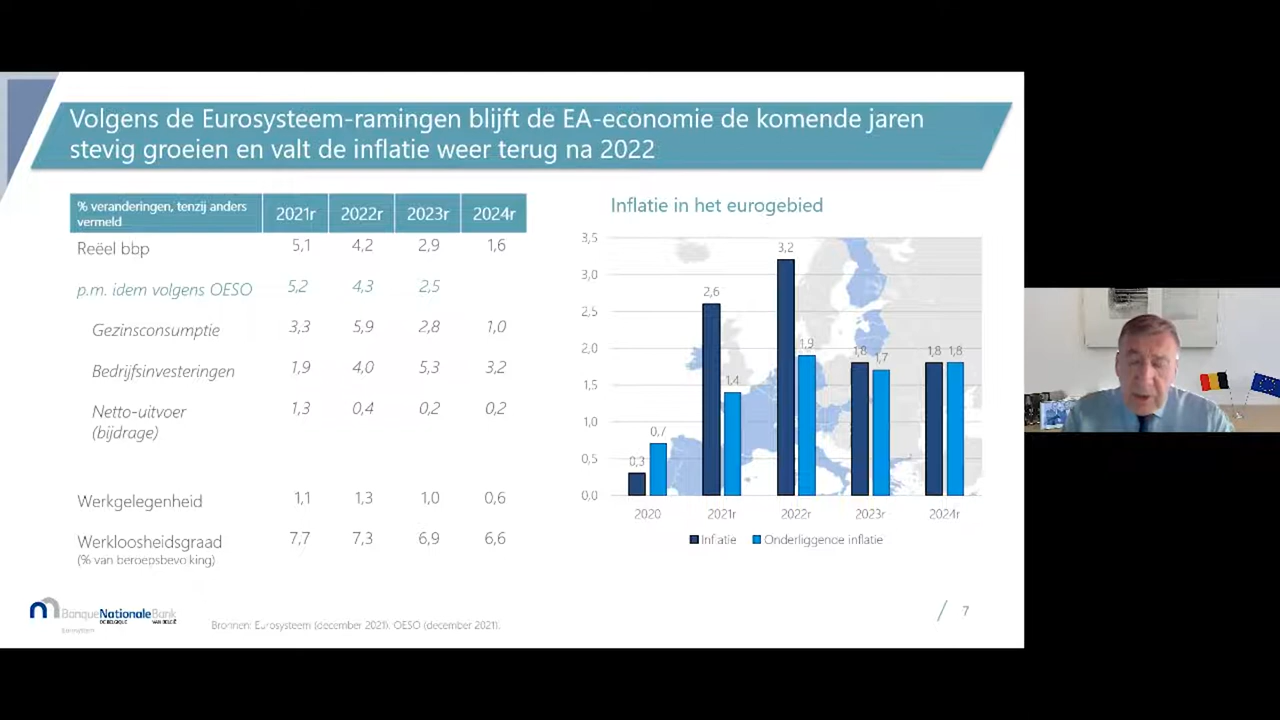 Volgens de Eurosysteem-ramingen blijft de EA-economie de komende jaren
stevig groeien en valt de inflatie weer terug na 2022
% veranderingen, tenzij anders
vermeld
2021r 2022r 2023r 2024r
Reëel bbp 5,1 4,2 2,9 1,6
p.m. idem volgens OESO 5,2 4,3 2,5
Gezinsconsumptie 3,3 5,9 2,8 1,0
Bedrijfsinvesteringen 1,9 4,0 5,3 3,2
Netto-uitvoer 1,3 0,4 0,2 0,2
(bijdrage)
Werkgelegenheid 1,1 1,3 1,0 0,6
Werkloosheidsgraad 7,7 7,3 6,9 6,6
(% van beroepsbevo king)
Inflatie in het eurogebied
3,5
3,0
2,5
2,0
1,5
1,0
0,5
0,0
0,3 0,7 2,6 1,4 3,2 1,9 1,8 1,7 1,8 1,8
2020 2021r 2022r 2023r 2024r
Inflatie Onderliggende inflatie
BanqueNationaleBank
DE BELGIQUE VAN BELGIË
Eurosysteem
Bronnen: Eurosysteem (december 2021), OESO (december 2021).
/ 7